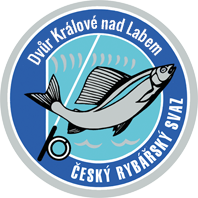 Dvůr Králové nad Labem
ČESKÝ RYBÁŘSKÝ SVAZ